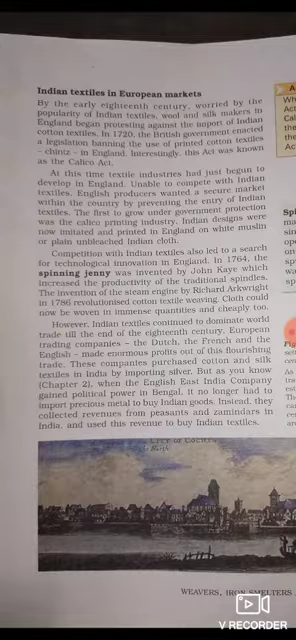 Indian textiles in European markets
By the early eighteenth century, worried by the
popularity of Indian textiles, wool and silk makers in
England began protesting against the import of Indian
cotton textiles. In 1720, the British government enacted
a legislation banning the use of printed cotton textiles
– chintz – in England. Interestingly, this Act was known
as the Calico Act.
At this time textile industries had just begun to
develop in England. Unable to compete with Indian
textiles, English producers wanted a secure market
within the country by preventing the entry of Indian
textiles. The first to grow under government protection
was the calico printing industry. Indian designs were
now imitated and printed in England on white muslin
or plain unbleached Indian cloth.
Competition with Indian textiles also led to a search
for technological innovation in England. In 1764, the
spinning jenny was invented by John Kaye which
increased the productivity of the traditional spindles.
The invention of the steam engine by Richard Arkwright
in 1786 revolutionised cotton textile weaving. Cloth could
now be woven in immense quantities and cheaply too.
However, Indian textiles continued to dominate world
trade till the end of the eighteenth century. European
trading companies – the Dutch, the French and the
English – made enormous profits out of this flourishing
trade. These companies purchased cotton and silk
textiles in India by importing silver. But as you know
(Chapter 2), when the English East India Company
gained political power in Bengal, it no longer had to
import precious metal to buy Indian goods. Instead, they
collected revenues from peasants and zamindars in
India, and used this revenue to buy Indian textiles.
WEAVERS, IRON SMELTERS
V RECORDER